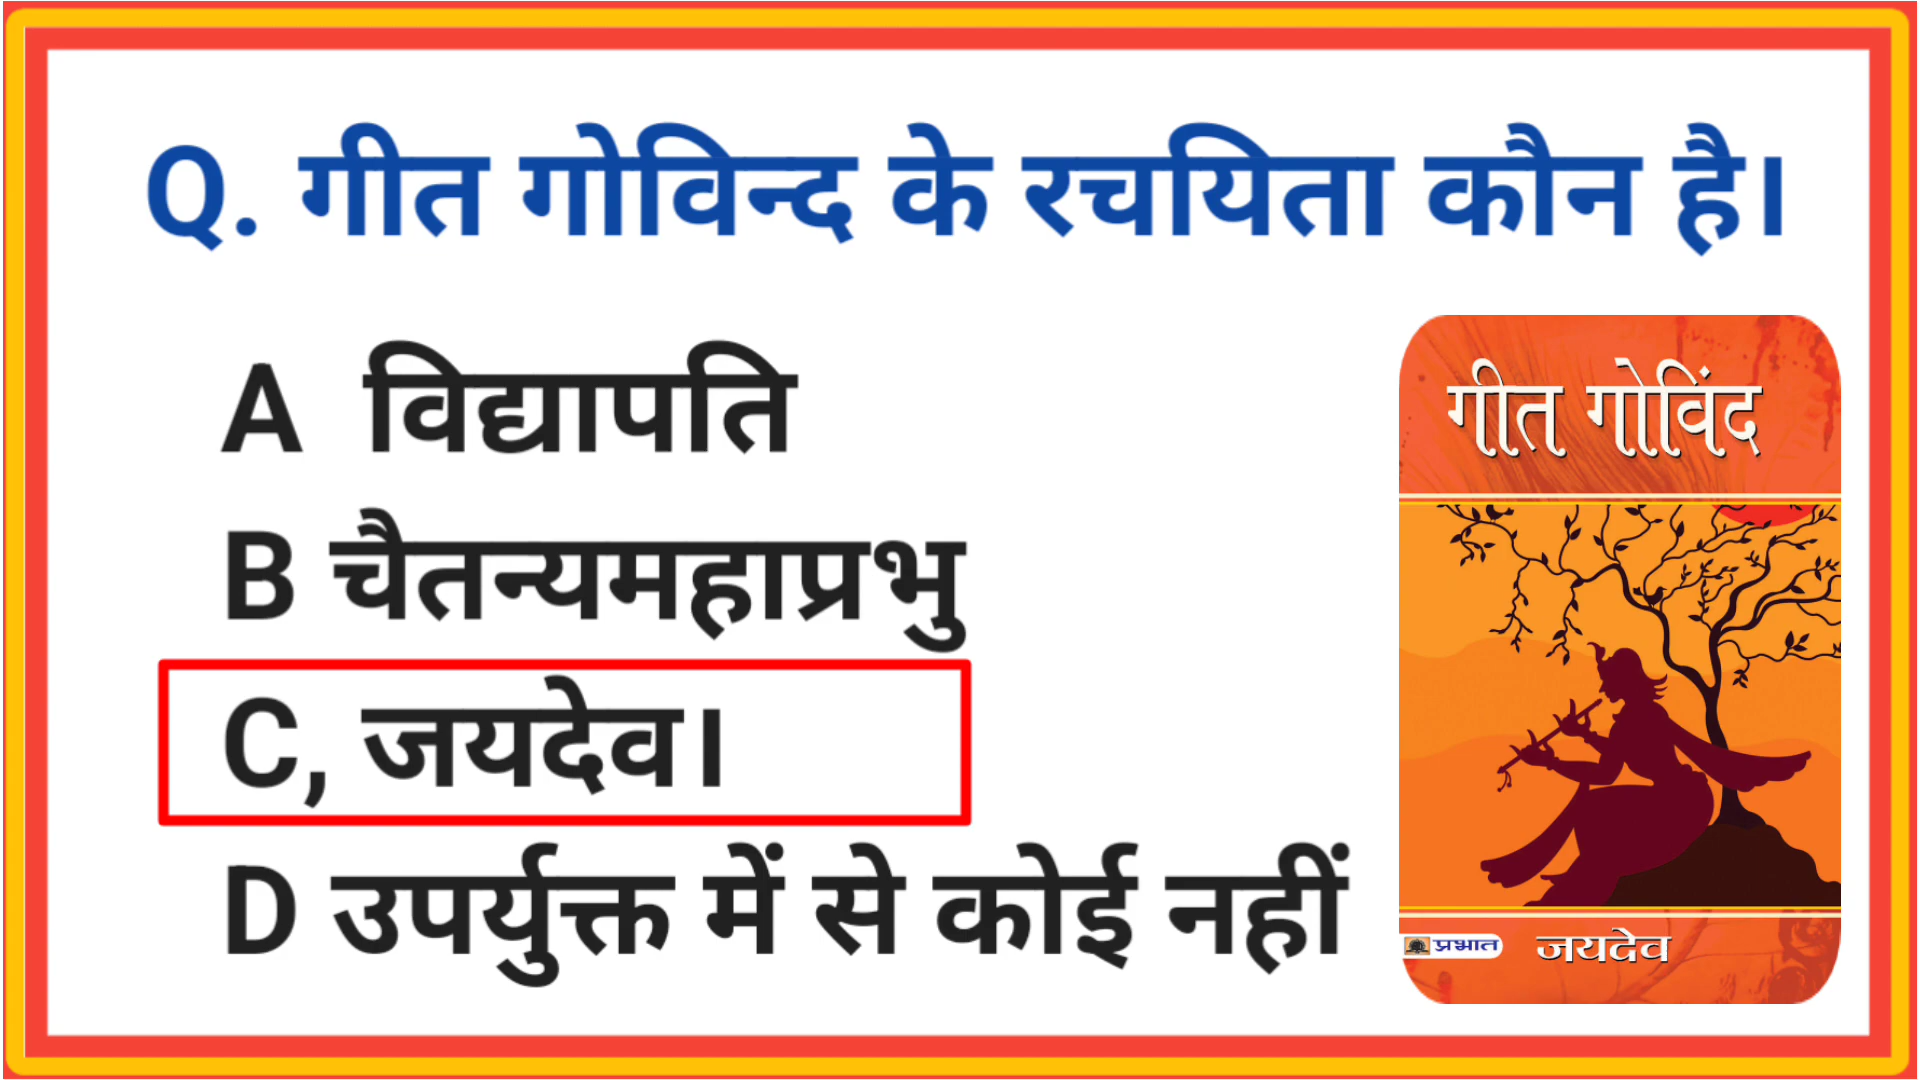 Q. गीत गोविन्द के रचयिता कौन है।
A विद्यापति
B चैतन्यमहाप्रभु
C, जयदेव।
D उपर्युक्त में से कोई नहीं
गीत गोविंद
प्रभात
जयदेव